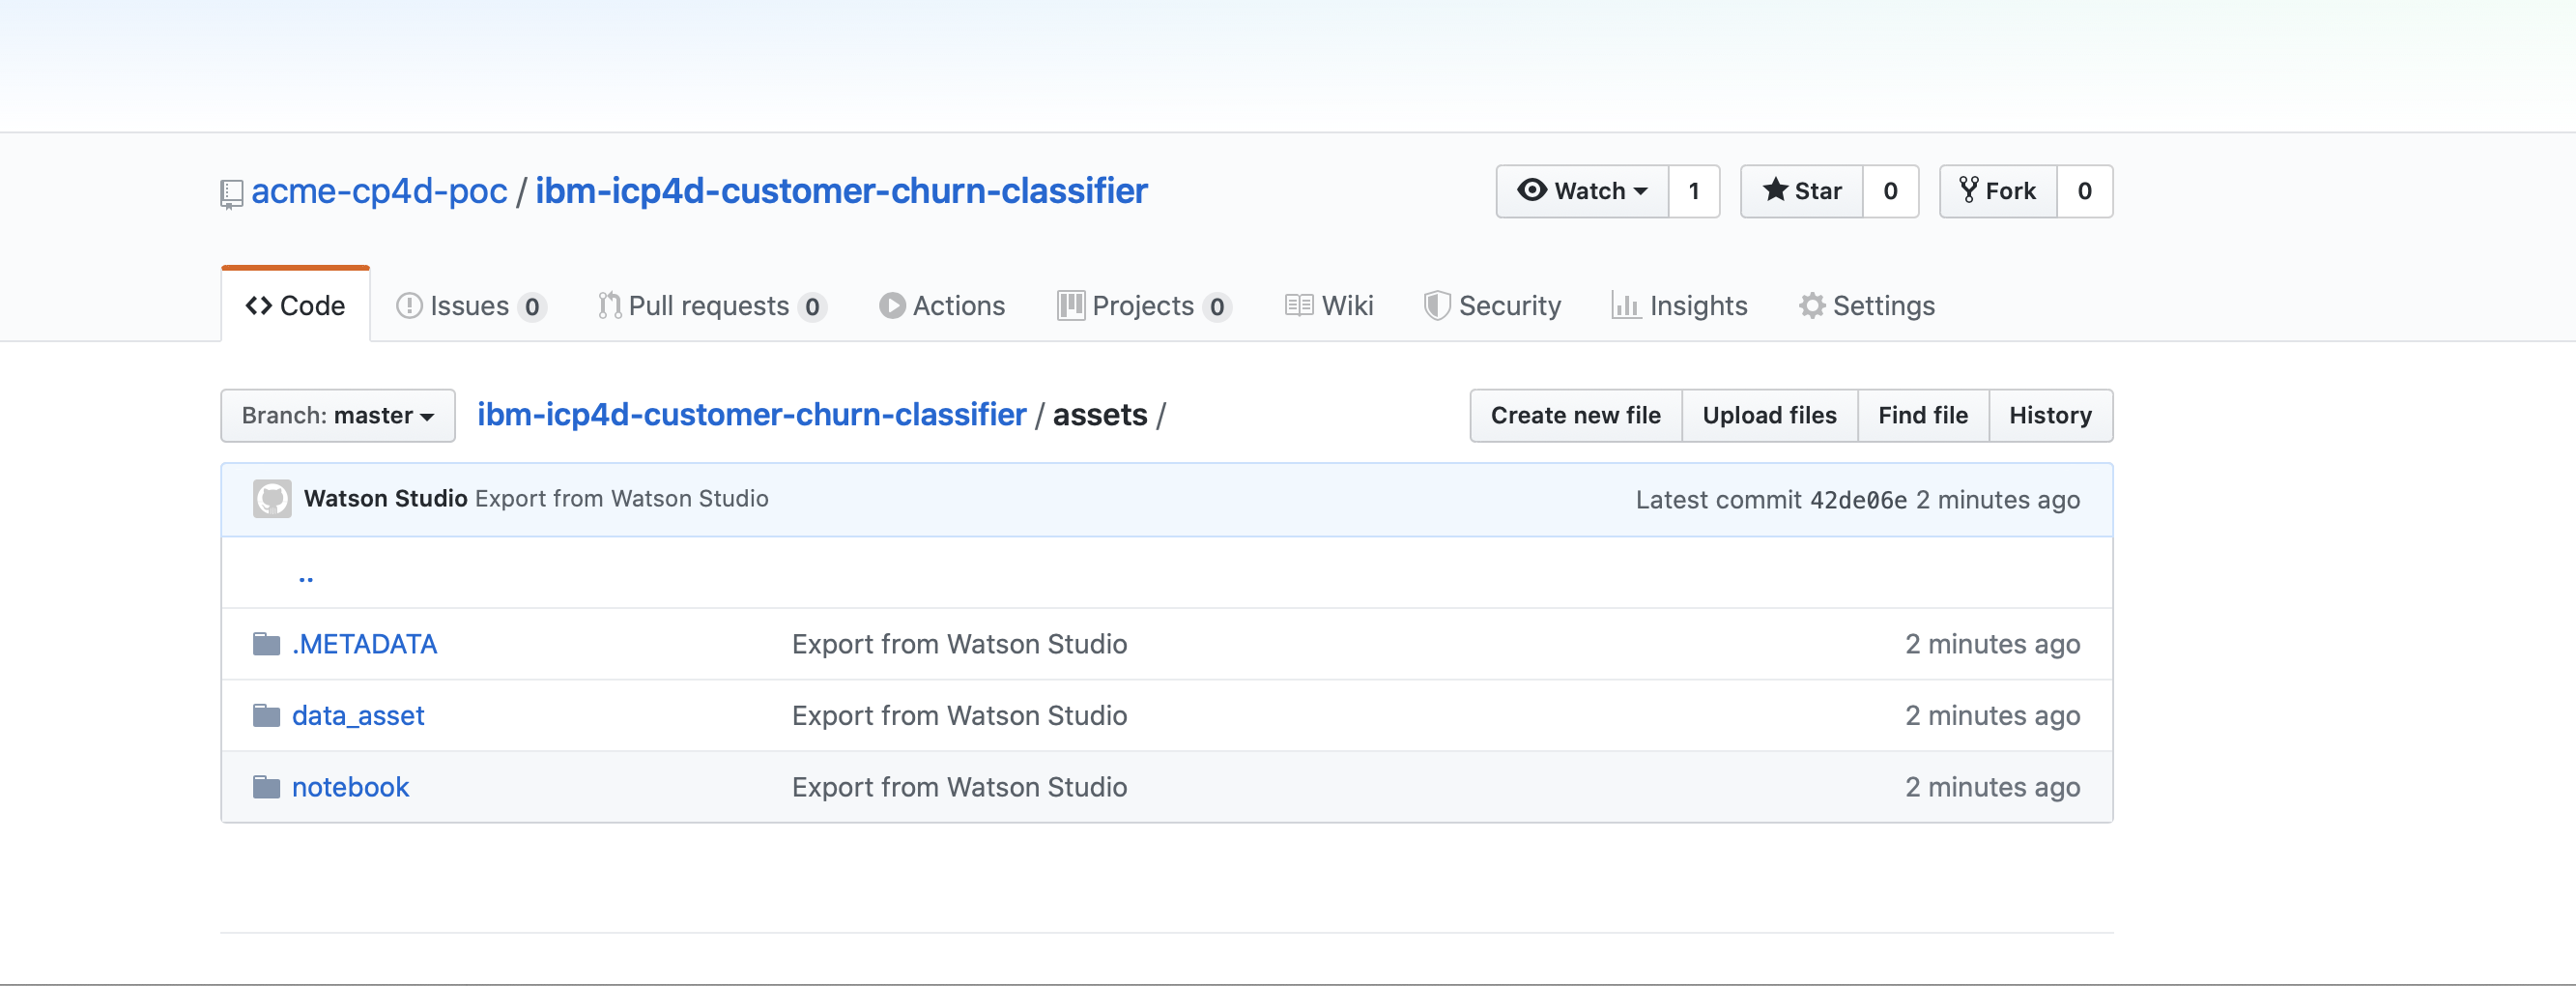 acme-cp4d-poc / ibm-icp4d-customer-churn-classifier Watch 1 Star 0 Fork 0
Code Issues 0 Pull requests 0 Actions Projects 0 Wiki Security Insights Settings
Branch: master ibm-icp4d-customer-churn-classifier / assets / Create new file Upload files Find file History
Watson Studio Export from Watson Studio Latest commit 42de06e 2 minutes ago
..
.METADATA Export from Watson Studio 2 minutes ago
data_asset Export from Watson Studio 2 minutes ago
notebook Export from Watson Studio 2 minutes ago